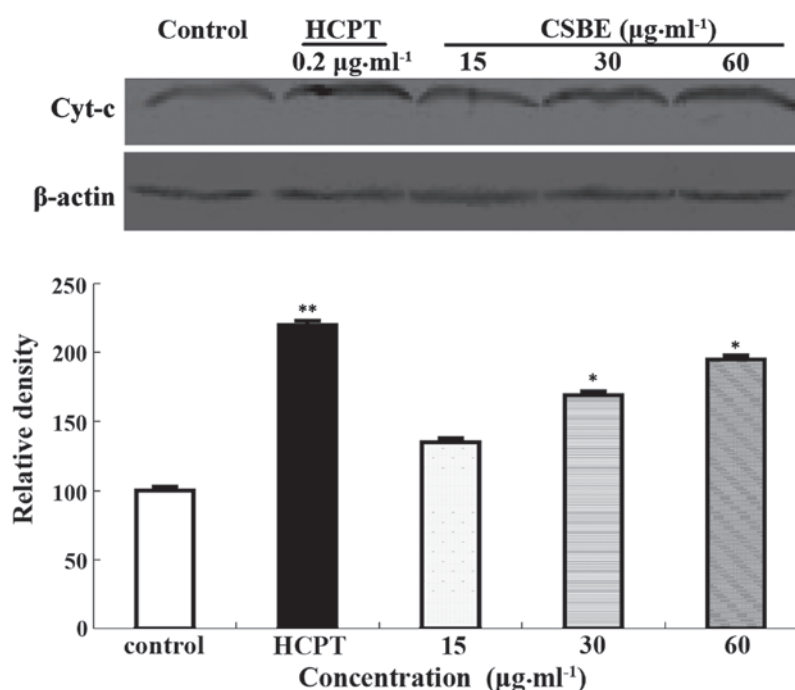 Control HCPT CSBE (μg·ml⁻¹)
0.2 μg·ml⁻¹ 15 30 60
Cyt-c
β-actin
250
200
150
100
50
0
Relative density
** * *
control HCPT 15 30 60
Concentration (μg·ml⁻¹)